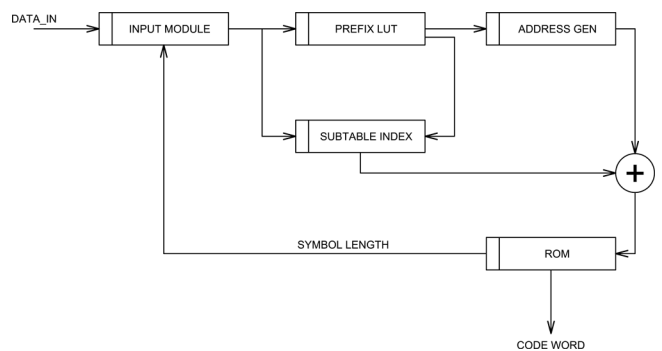 DATA_IN
INPUT MODULE
PREFIX LUT
ADDRESS GEN
SUBTABLE INDEX
+
SYMBOL LENGTH
ROM
CODE WORD